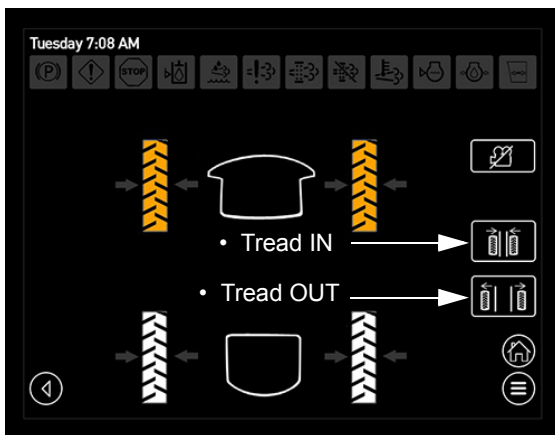 Tuesday 7:08 AM
(P)
STOP
• Tread IN
• Tread OUT